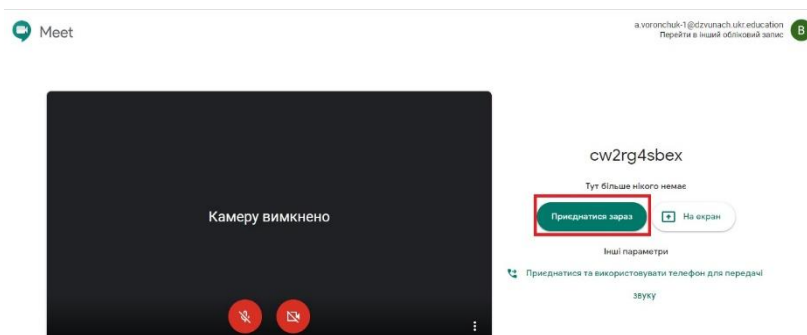 Meet
a.voronchuk-1@dzvunach.ukr.education
Перейти в інший обліковий запис
В
Камеру вимкнено
cw2rg4sbex
Тут більше нікого немає
Приєднатися зараз
На екран
Інші параметри
Приєднатися та використовувати телефон для передачі
звуку